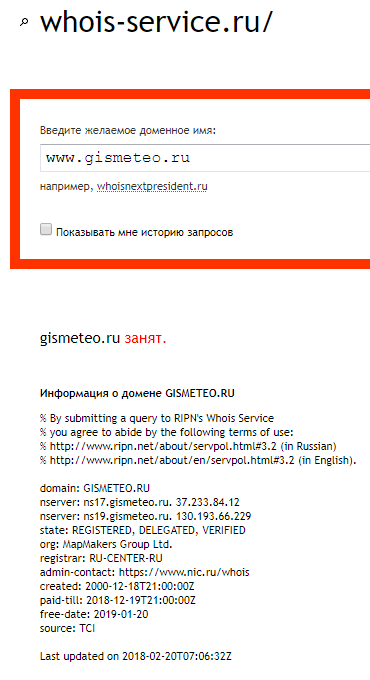 whois-service.ru/
Введите желаемое доменное имя:
www.gismeteo.ru
например, whoisnextpresident.ru
Показывать мне историю запросов
gismeteo.ru занят.
Информация о домене GISMETEO.RU
% By submitting a query to RIPN's Whois Service
% you agree to abide by the following terms of use:
% http://www.ripn.net/about/servpol.html#3.2 (in Russian)
% http://www.ripn.net/about/en/servpol.html#3.2 (in English).
domain: GISMETEO.RU
nserver: ns17.gismeteo.ru. 37.233.84.12
nserver: ns19.gismeteo.ru. 130.193.66.229
state: REGISTERED, DELEGATED, VERIFIED
org: MapMakers Group Ltd.
registrar: RU-CENTER-RU
admin-contact: https://www.nic.ru/whois
created: 2000-12-18T21:00:00Z
paid-till: 2018-12-19T21:00:00Z
free-date: 2019-01-20
source: TCI
Last updated on 2018-02-20T07:06:32Z